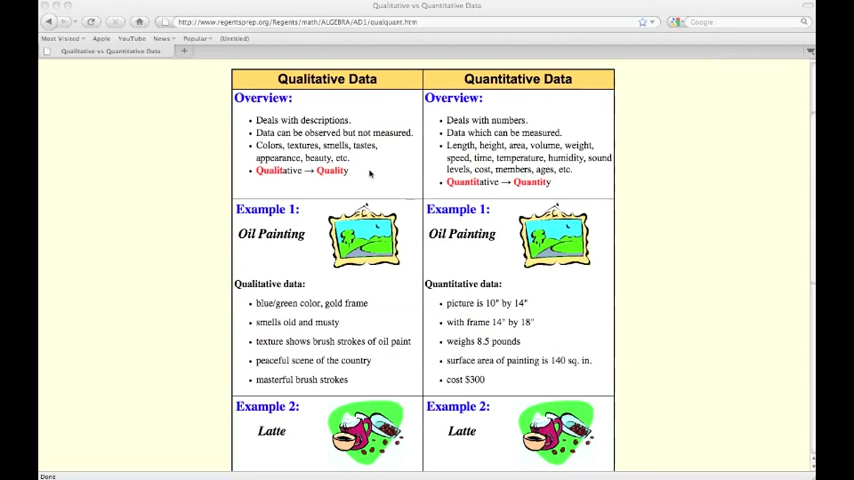 Qualitative vs Quantitative Data
http://www.regentsprep.org/Regents/math/ALGEBRA/AD1/qualquant.htm
Google
Most Visited Apple YouTube News Popular (Untitled)
Qualitative vs Quantitative Data
Qualitative Data
Overview:
Deals with descriptions.
Data can be observed but not measured.
Colors, textures, smells, tastes,
appearance, beauty, etc.
Qualitative → Quality
Quantitative Data
Overview:
Deals with numbers.
Data which can be measured.
Length, height, area, volume, weight,
speed, time, temperature, humidity, sound
levels, cost, members, ages, etc.
Quantitative → Quantity
Example 1:
Oil Painting
Qualitative data:
blue/green color, gold frame
smells old and musty
texture shows brush strokes of oil paint
peaceful scene of the country
masterful brush strokes
Example 1:
Oil Painting
Quantitative data:
picture is 10" by 14"
with frame 14" by 18"
weighs 8.5 pounds
surface area of painting is 140 sq. in.
cost $300
Example 2:
Latte
Example 2:
Latte
Done